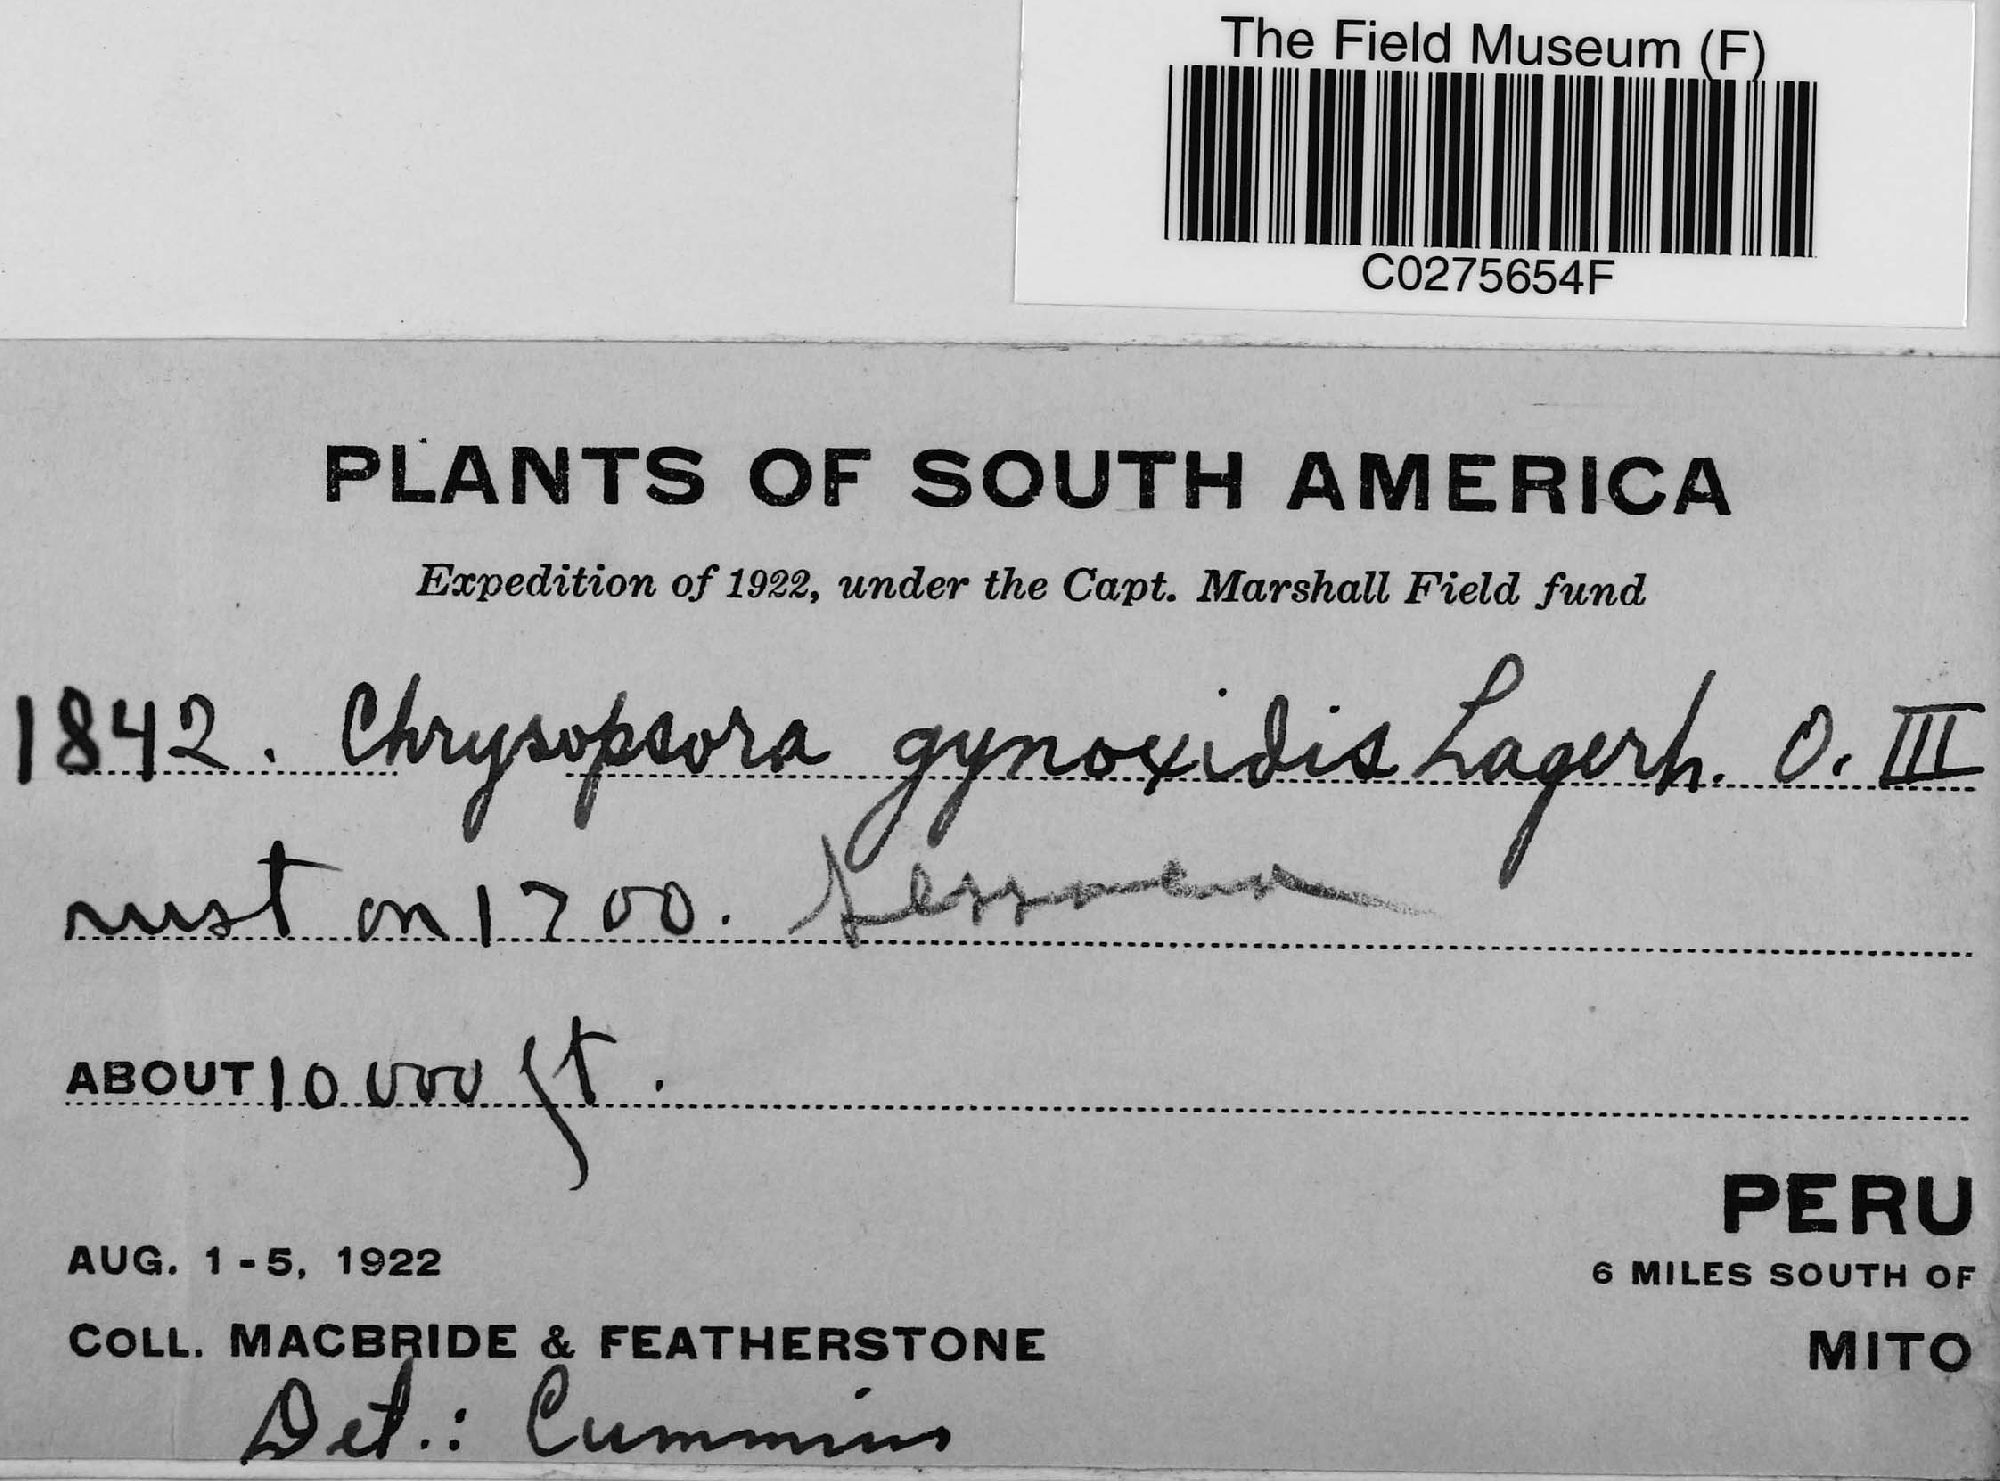 The Field Museum (F)
C0275654F
PLANTS OF SOUTH AMERICA
Expedition of 1922, under the Capt. Marshall Field fund
1842. Chrysopsora gynoxidis Lagerh. O. III
rust on 1700.
ABOUT 10000 ft.
PERU
AUG. 1-5, 1922
6 MILES SOUTH OF
COLL. MACBRIDE & FEATHERSTONE
MITO
Det.: Cummins